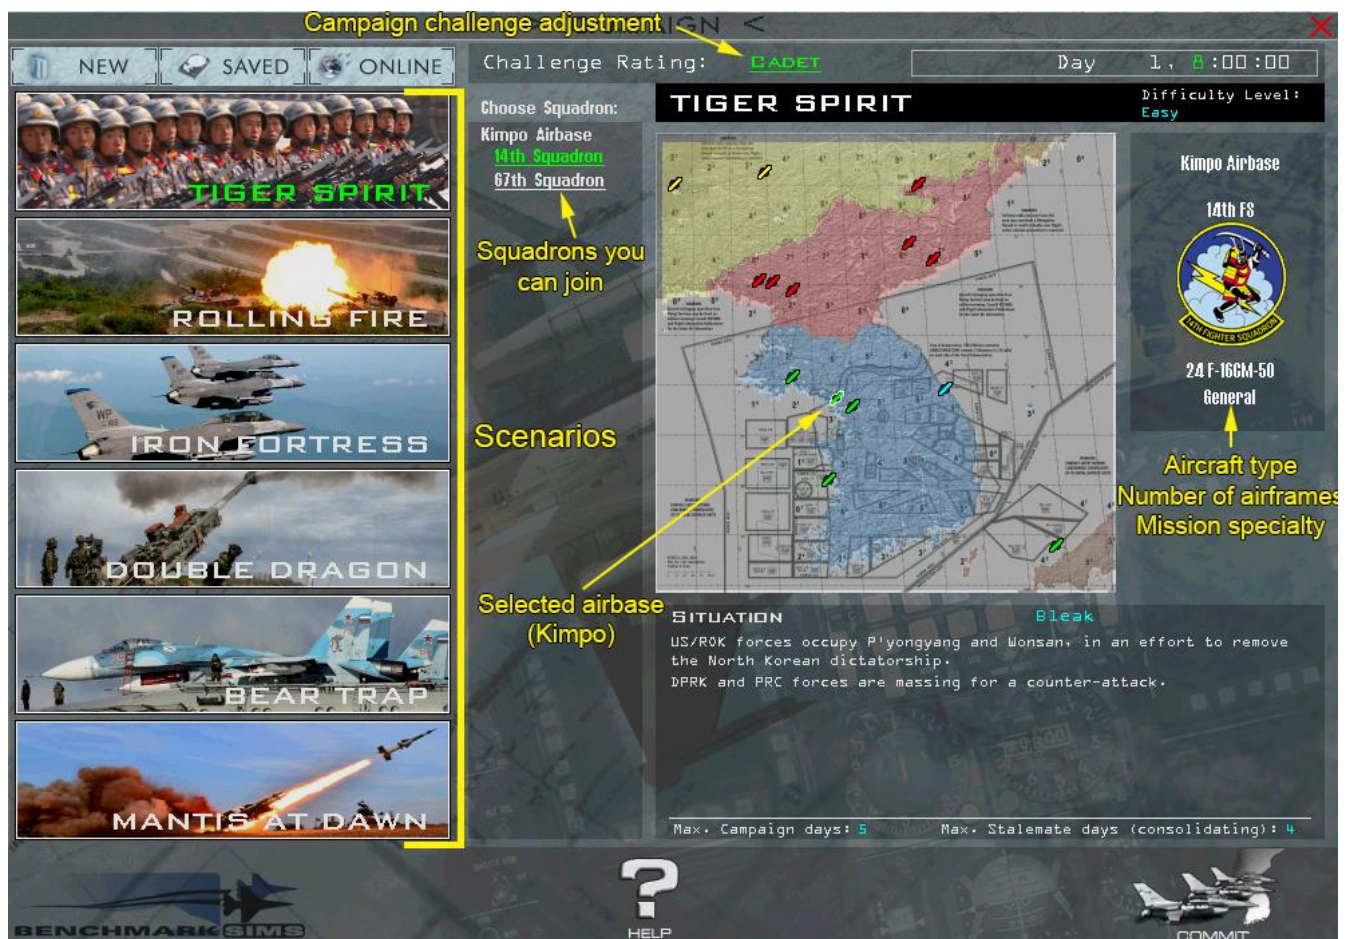 Campaign challenge adjustment
IGN <
NEW
SAVED
ONLINE
Challenge Rating: CADET
Day 1, 8:00:00
TIGER SPIRIT
ROLLING FIRE
IRON FORTRESS
DOUBLE DRAGON
BEAR TRAP
MANTIS AT DAWN
Scenarios
Choose Squadron:
Kimpo Airbase
14th Squadron
67th Squadron
Squadrons you
can join
Selected airbase
(Kimpo)
TIGER SPIRIT
Difficulty Level:
Easy
Kimpo Airbase
14th FS
14TH FIGHTER SQUADRON
24 F-16CM-50
General
Aircraft type
Number of airframes
Mission specialty
SITUATION
Bleak
US/ROK forces occupy P'yongyang and Wonsan, in an effort to remove
the North Korean dictatorship.
DPRK and PRC forces are massing for a counter-attack.
Max. Campaign days: 5
Max. Stalemate days (consolidating): 4
BENCHMARK SIMS
HELP
COMMIT